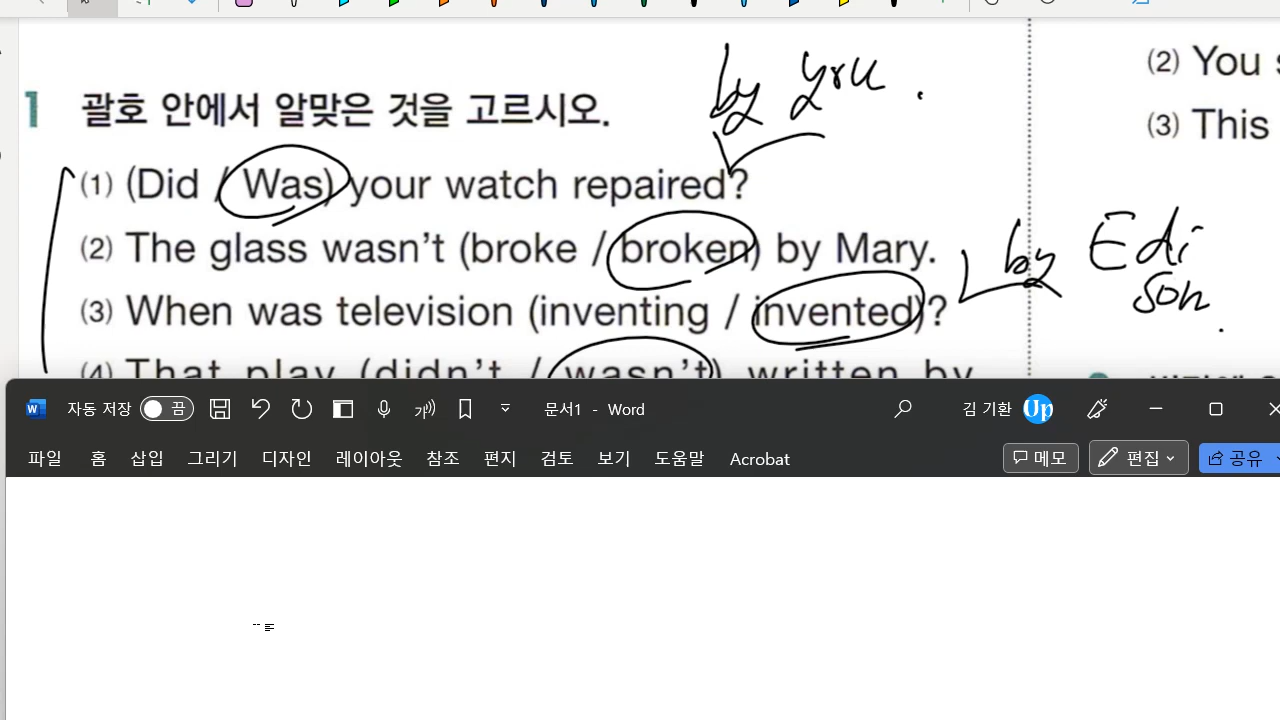 by you.
(2) You s
1 괄호 안에서 알맞은 것을 고르시오.
(3) This
(1) (Did / Was) your watch repaired?
(2) The glass wasn't (broke / broken) by Mary.
by Edi
son.
(3) When was television (inventing / invented)?
(4) That play (didn't / wasn't) written by
자동 저장 끔 가)) 문서1 - Word 김 기환 Up
파일 홈 삽입 그리기 디자인 레이아웃 참조 편지 검토 보기 도움말 Acrobat 메모 편집 공유